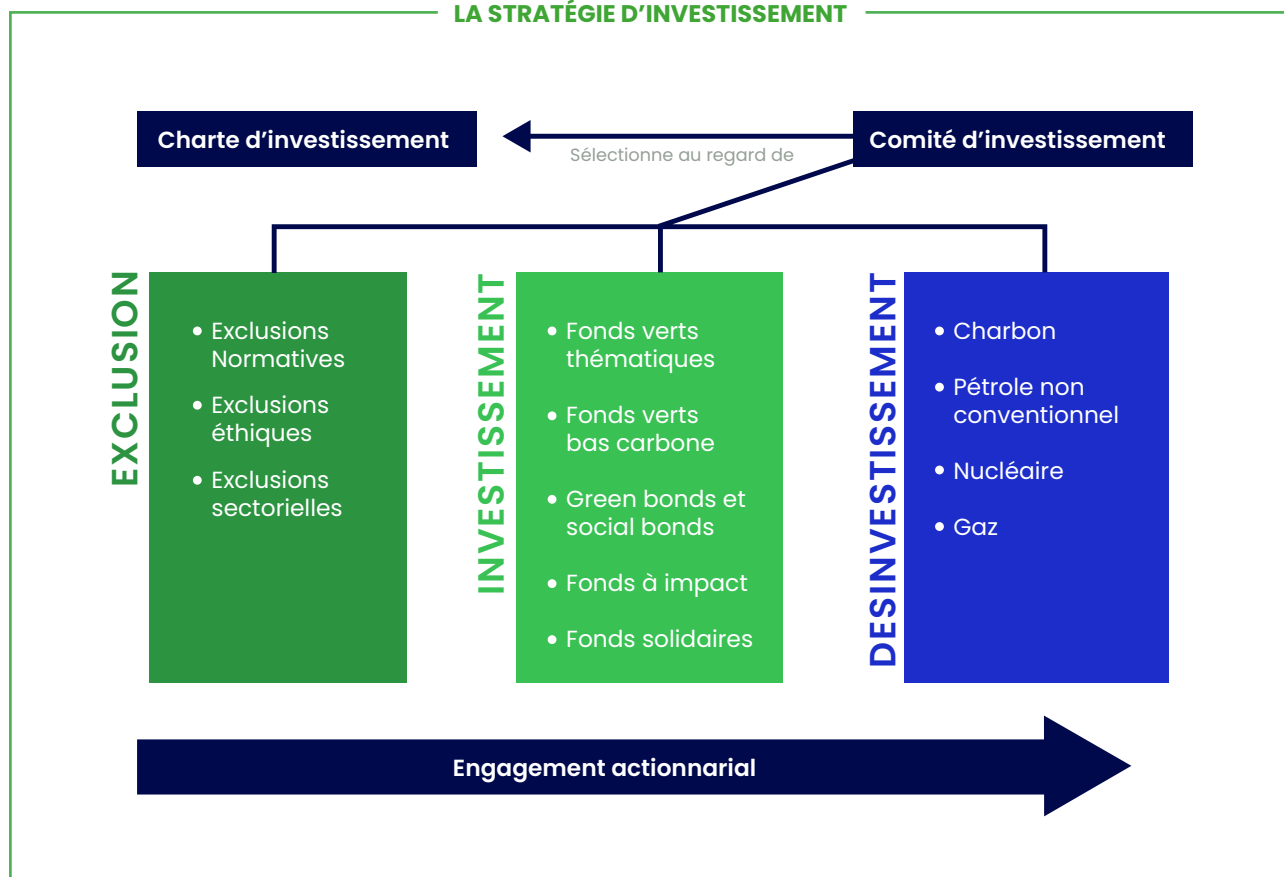 LA STRATÉGIE D’INVESTISSEMENT
Charte d’investissement
Sélectionne au regard de
Comité d’investissement
EXCLUSION
• Exclusions
Normatives
• Exclusions
éthiques
• Exclusions
sectorielles
INVESTISSEMENT
• Fonds verts
thématiques
• Fonds verts
bas carbone
• Green bonds et
social bonds
• Fonds à impact
• Fonds solidaires
DESINVESTISSEMENT
• Charbon
• Pétrole non
conventionnel
• Nucléaire
• Gaz
Engagement actionnarial